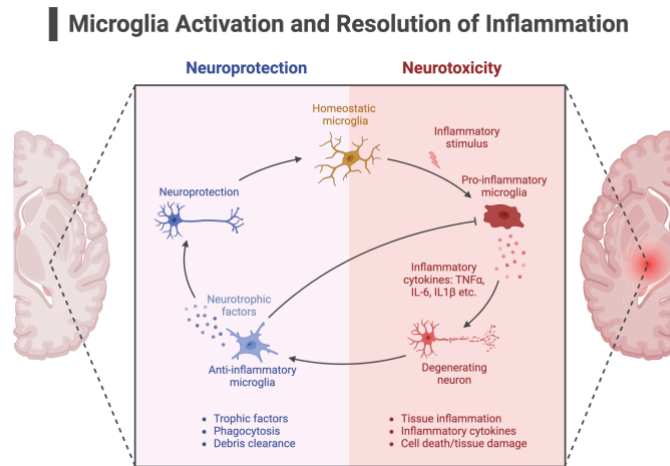 Microglia Activation and Resolution of Inflammation
Neuroprotection
Neurotoxicity
Homeostatic
microglia
Inflammatory
stimulus
Neuroprotection
Pro-inflammatory
microglia
Inflammatory
cytokines: TNFα,
IL-6, IL1β etc.
Neurotrophic
factors
Anti-inflammatory
microglia
Degenerating
neuron
• Trophic factors
• Phagocytosis
• Debris clearance
• Tissue inflammation
• Inflammatory cytokines
• Cell death/tissue damage